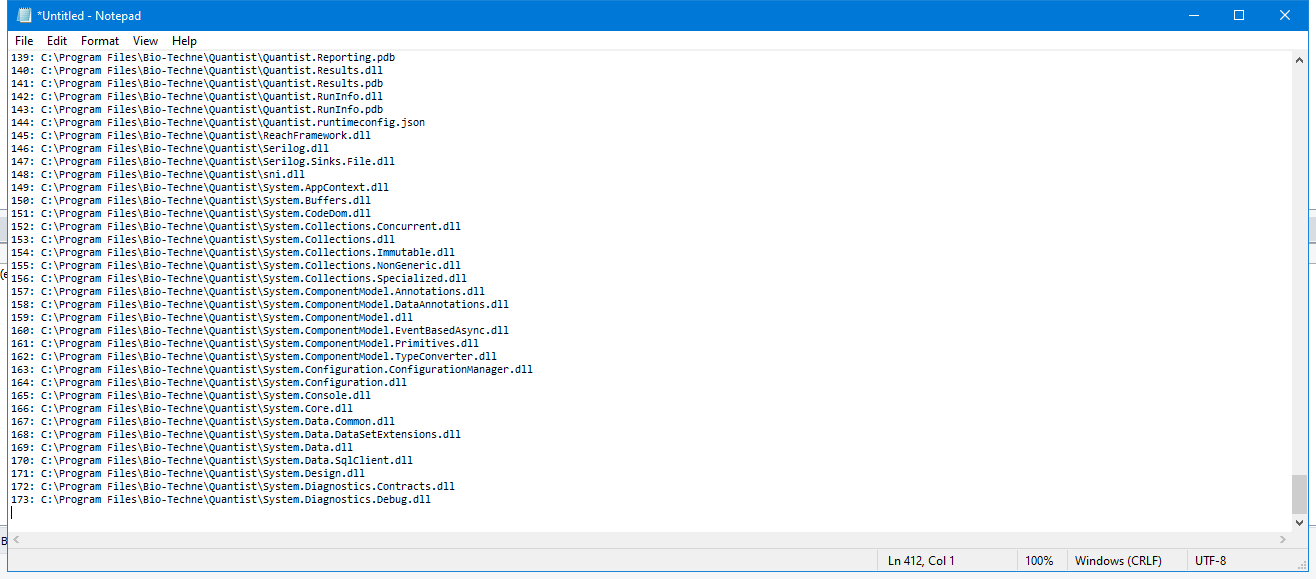 *Untitled - Notepad
File Edit Format View Help
139: C:\Program Files\Bio-Techne\Quantist\Quantist.Reporting.pdb
140: C:\Program Files\Bio-Techne\Quantist\Quantist.Results.dll
141: C:\Program Files\Bio-Techne\Quantist\Quantist.Results.pdb
142: C:\Program Files\Bio-Techne\Quantist\Quantist.RunInfo.dll
143: C:\Program Files\Bio-Techne\Quantist\Quantist.RunInfo.pdb
144: C:\Program Files\Bio-Techne\Quantist\Quantist.runtimeconfig.json
145: C:\Program Files\Bio-Techne\Quantist\ReachFramework.dll
146: C:\Program Files\Bio-Techne\Quantist\Serilog.dll
147: C:\Program Files\Bio-Techne\Quantist\Serilog.Sinks.File.dll
148: C:\Program Files\Bio-Techne\Quantist\sni.dll
149: C:\Program Files\Bio-Techne\Quantist\System.AppContext.dll
150: C:\Program Files\Bio-Techne\Quantist\System.Buffers.dll
151: C:\Program Files\Bio-Techne\Quantist\System.CodeDom.dll
152: C:\Program Files\Bio-Techne\Quantist\System.Collections.Concurrent.dll
153: C:\Program Files\Bio-Techne\Quantist\System.Collections.dll
154: C:\Program Files\Bio-Techne\Quantist\System.Collections.Immutable.dll
155: C:\Program Files\Bio-Techne\Quantist\System.Collections.NonGeneric.dll
156: C:\Program Files\Bio-Techne\Quantist\System.Collections.Specialized.dll
157: C:\Program Files\Bio-Techne\Quantist\System.ComponentModel.Annotations.dll
158: C:\Program Files\Bio-Techne\Quantist\System.ComponentModel.DataAnnotations.dll
159: C:\Program Files\Bio-Techne\Quantist\System.ComponentModel.dll
160: C:\Program Files\Bio-Techne\Quantist\System.ComponentModel.EventBasedAsync.dll
161: C:\Program Files\Bio-Techne\Quantist\System.ComponentModel.Primitives.dll
162: C:\Program Files\Bio-Techne\Quantist\System.ComponentModel.TypeConverter.dll
163: C:\Program Files\Bio-Techne\Quantist\System.Configuration.ConfigurationManager.dll
164: C:\Program Files\Bio-Techne\Quantist\System.Configuration.dll
165: C:\Program Files\Bio-Techne\Quantist\System.Console.dll
166: C:\Program Files\Bio-Techne\Quantist\System.Core.dll
167: C:\Program Files\Bio-Techne\Quantist\System.Data.Common.dll
168: C:\Program Files\Bio-Techne\Quantist\System.Data.DataSetExtensions.dll
169: C:\Program Files\Bio-Techne\Quantist\System.Data.dll
170: C:\Program Files\Bio-Techne\Quantist\System.Data.SqlClient.dll
171: C:\Program Files\Bio-Techne\Quantist\System.Design.dll
172: C:\Program Files\Bio-Techne\Quantist\System.Diagnostics.Contracts.dll
173: C:\Program Files\Bio-Techne\Quantist\System.Diagnostics.Debug.dll
Ln 412, Col 1 100% Windows (CRLF) UTF-8